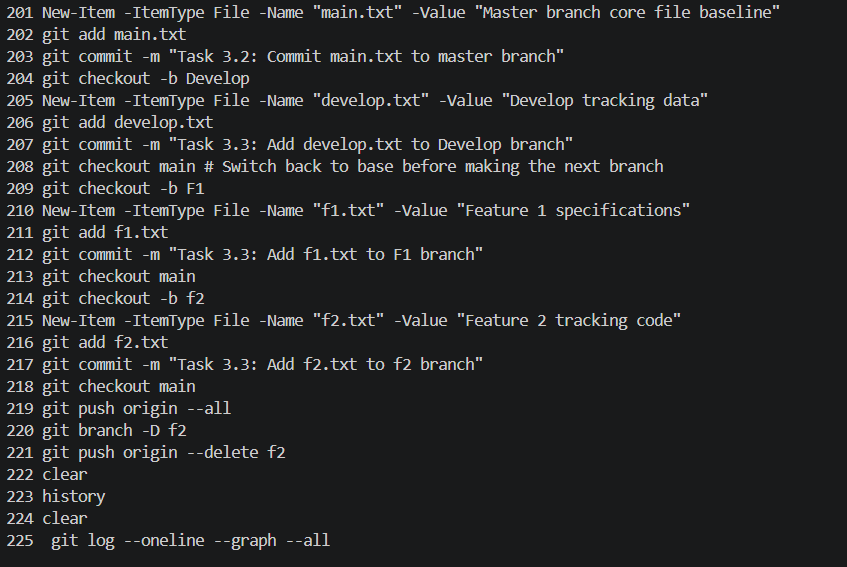 201 New-Item -ItemType File -Name "main.txt" -Value "Master branch core file baseline"
202 git add main.txt
203 git commit -m "Task 3.2: Commit main.txt to master branch"
204 git checkout -b Develop
205 New-Item -ItemType File -Name "develop.txt" -Value "Develop tracking data"
206 git add develop.txt
207 git commit -m "Task 3.3: Add develop.txt to Develop branch"
208 git checkout main # Switch back to base before making the next branch
209 git checkout -b F1
210 New-Item -ItemType File -Name "f1.txt" -Value "Feature 1 specifications"
211 git add f1.txt
212 git commit -m "Task 3.3: Add f1.txt to F1 branch"
213 git checkout main
214 git checkout -b f2
215 New-Item -ItemType File -Name "f2.txt" -Value "Feature 2 tracking code"
216 git add f2.txt
217 git commit -m "Task 3.3: Add f2.txt to f2 branch"
218 git checkout main
219 git push origin --all
220 git branch -D f2
221 git push origin --delete f2
222 clear
223 history
224 clear
225  git log --oneline --graph --all